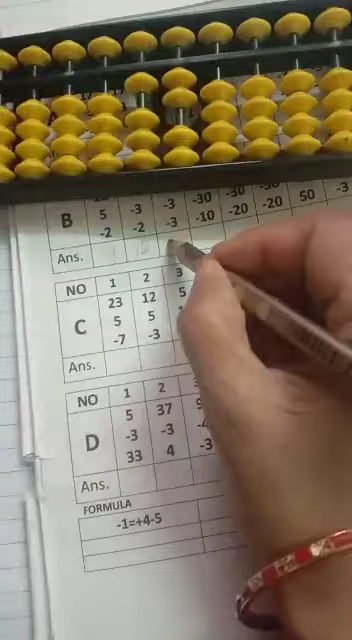 B 5 -3 -3 -30 -30 -30
-2 -2 -3 -10 -20 -20 50 -3
Ans.
NO 1 2 3
C 23 12 5
5 5
-7 -3
Ans.
NO 1 2
D 5 37 9
-3 -3
33 4 -3
Ans.
FORMULA
-1=+4-5